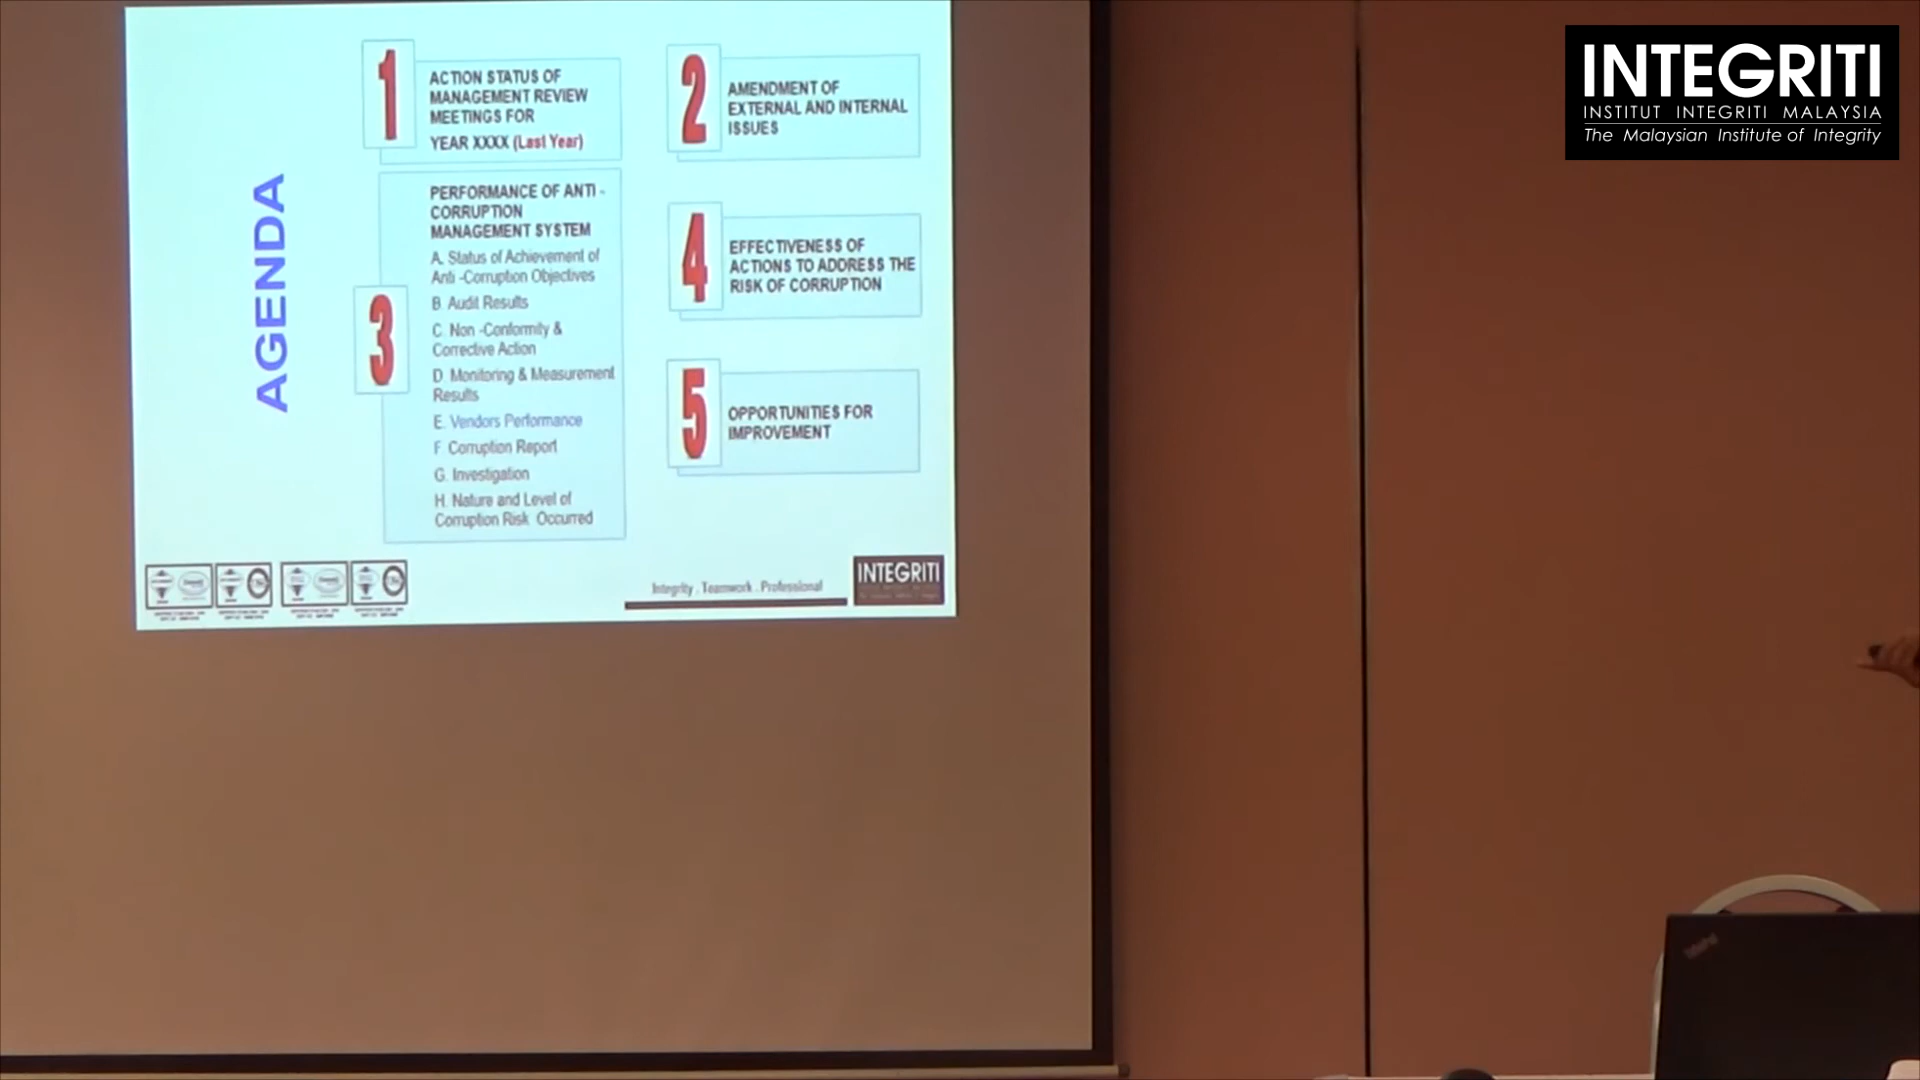 INTEGRITI
INSTITUT INTEGRITI MALAYSIA
The Malaysian Institute of Integrity
AGENDA
1
ACTION STATUS OF
MANAGEMENT REVIEW
MEETINGS FOR
YEAR XXXX (Last Year)
2
AMENDMENT OF
EXTERNAL AND INTERNAL
ISSUES
3
PERFORMANCE OF ANTI -
CORRUPTION
MANAGEMENT SYSTEM
A. Status of Achievement of
Anti -Corruption Objectives
B. Audit Results
C. Non -Conformity &
Corrective Action
D. Monitoring & Measurement
Results
E. Vendors Performance
F. Corruption Report
G. Investigation
H. Nature and Level of
Corruption Risk Occurred
4
EFFECTIVENESS OF
ACTIONS TO ADDRESS THE
RISK OF CORRUPTION
5
OPPORTUNITIES FOR
IMPROVEMENT
Integrity . Teamwork . Professional
INTEGRITI